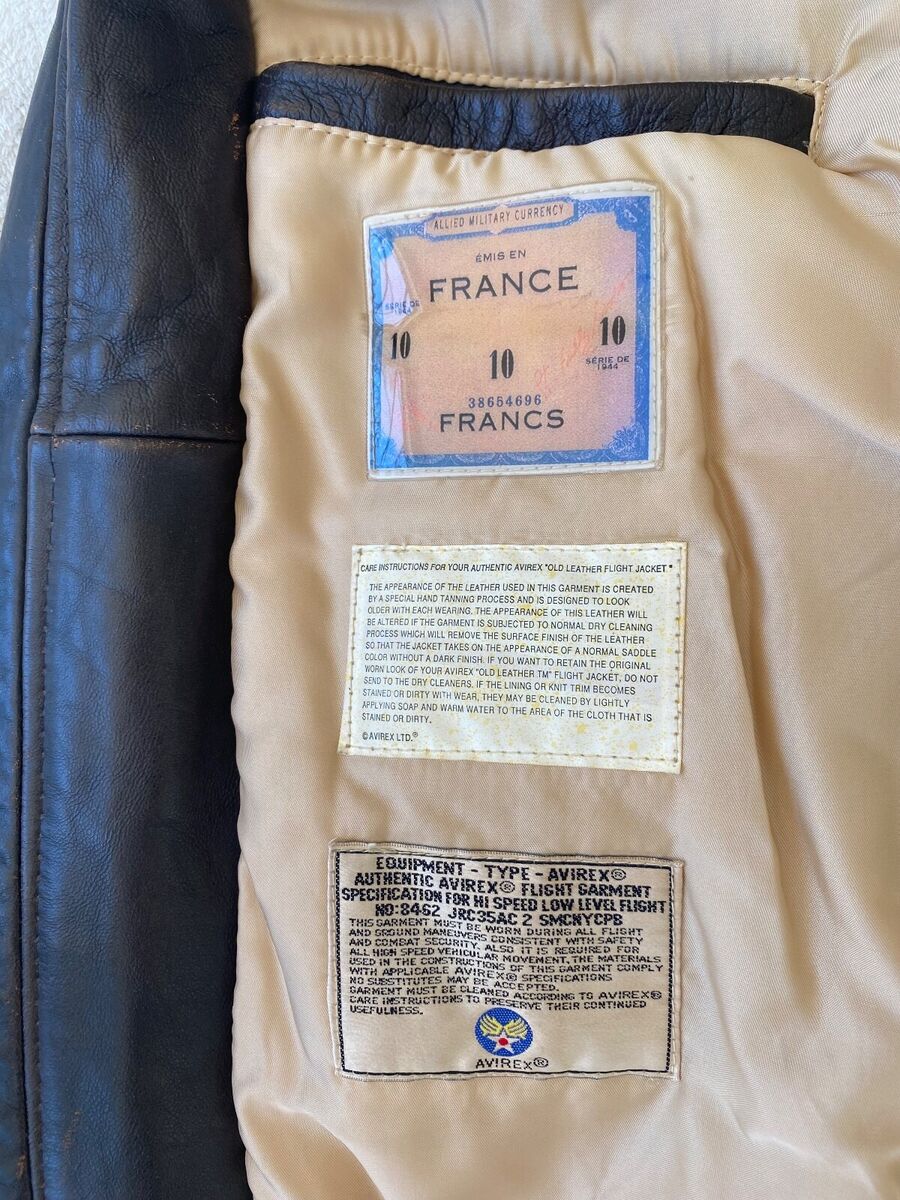 ALLIED MILITARY CURRENCY
ÉMIS EN
FRANCE
SÉRIE DE
1944
10
10
10
SÉRIE DE
1944
38654696
FRANCS
CARE INSTRUCTIONS FOR YOUR AUTHENTIC AVIREX "OLD LEATHER FLIGHT JACKET"
THE APPEARANCE OF THE LEATHER USED IN THIS GARMENT IS CREATED
BY A SPECIAL HAND TANNING PROCESS AND IS DESIGNED TO LOOK
OLDER WITH EACH WEARING. THE APPEARANCE OF THIS LEATHER WILL
BE ALTERED IF THE GARMENT IS SUBJECTED TO NORMAL DRY CLEANING
PROCESS WHICH WILL REMOVE THE SURFACE FINISH OF THE LEATHER
SO THAT THE JACKET TAKES ON THE APPEARANCE OF A NORMAL SADDLE
COLOR WITHOUT A DARK FINISH. IF YOU WANT TO RETAIN THE ORIGINAL
WORN LOOK OF YOUR AVIREX "OLD LEATHER TM" FLIGHT JACKET, DO NOT
SEND TO THE DRY CLEANERS. IF THE LINING OR KNIT TRIM BECOMES
STAINED OR DIRTY WITH WEAR, THEY MAY BE CLEANED BY LIGHTLY
APPLYING SOAP AND WARM WATER TO THE AREA OF THE CLOTH THAT IS
STAINED OR DIRTY.
©AVIREX LTD.®
EQUIPMENT - TYPE - AVIREX®
AUTHENTIC AVIREX® FLIGHT GARMENT
SPECIFICATION FOR HI SPEED LOW LEVEL FLIGHT
NO:8462 JRC35AC 2 SMCNYCPB
THIS GARMENT MUST BE WORN DURING ALL FLIGHT
AND GROUND MANEUVERS CONSISTENT WITH SAFETY
AND COMBAT SECURITY. ALSO IT IS REQUIRED FOR
ALL HIGH SPEED VEHICULAR MOVEMENT. THE MATERIALS
USED IN THE CONSTRUCTIONS OF THIS GARMENT COMPLY
WITH APPLICABLE AVIREX® SPECIFICATIONS
NO SUBSTITUTES MAY BE ACCEPTED.
GARMENT MUST BE CLEANED ACCORDING TO AVIREX®
CARE INSTRUCTIONS TO PRESERVE THEIR CONTINUED
USEFULNESS.
AVIREX®